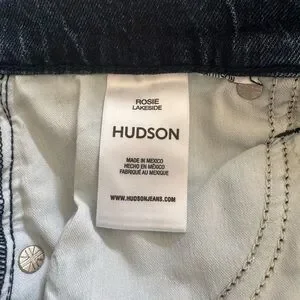 ROSIE
LAKESIDE
HUDSON
MADE IN MEXICO
HECHO EN MÉXICO
FABRIQUÉ AU MEXIQUE
WWW.HUDSONJEANS.COM